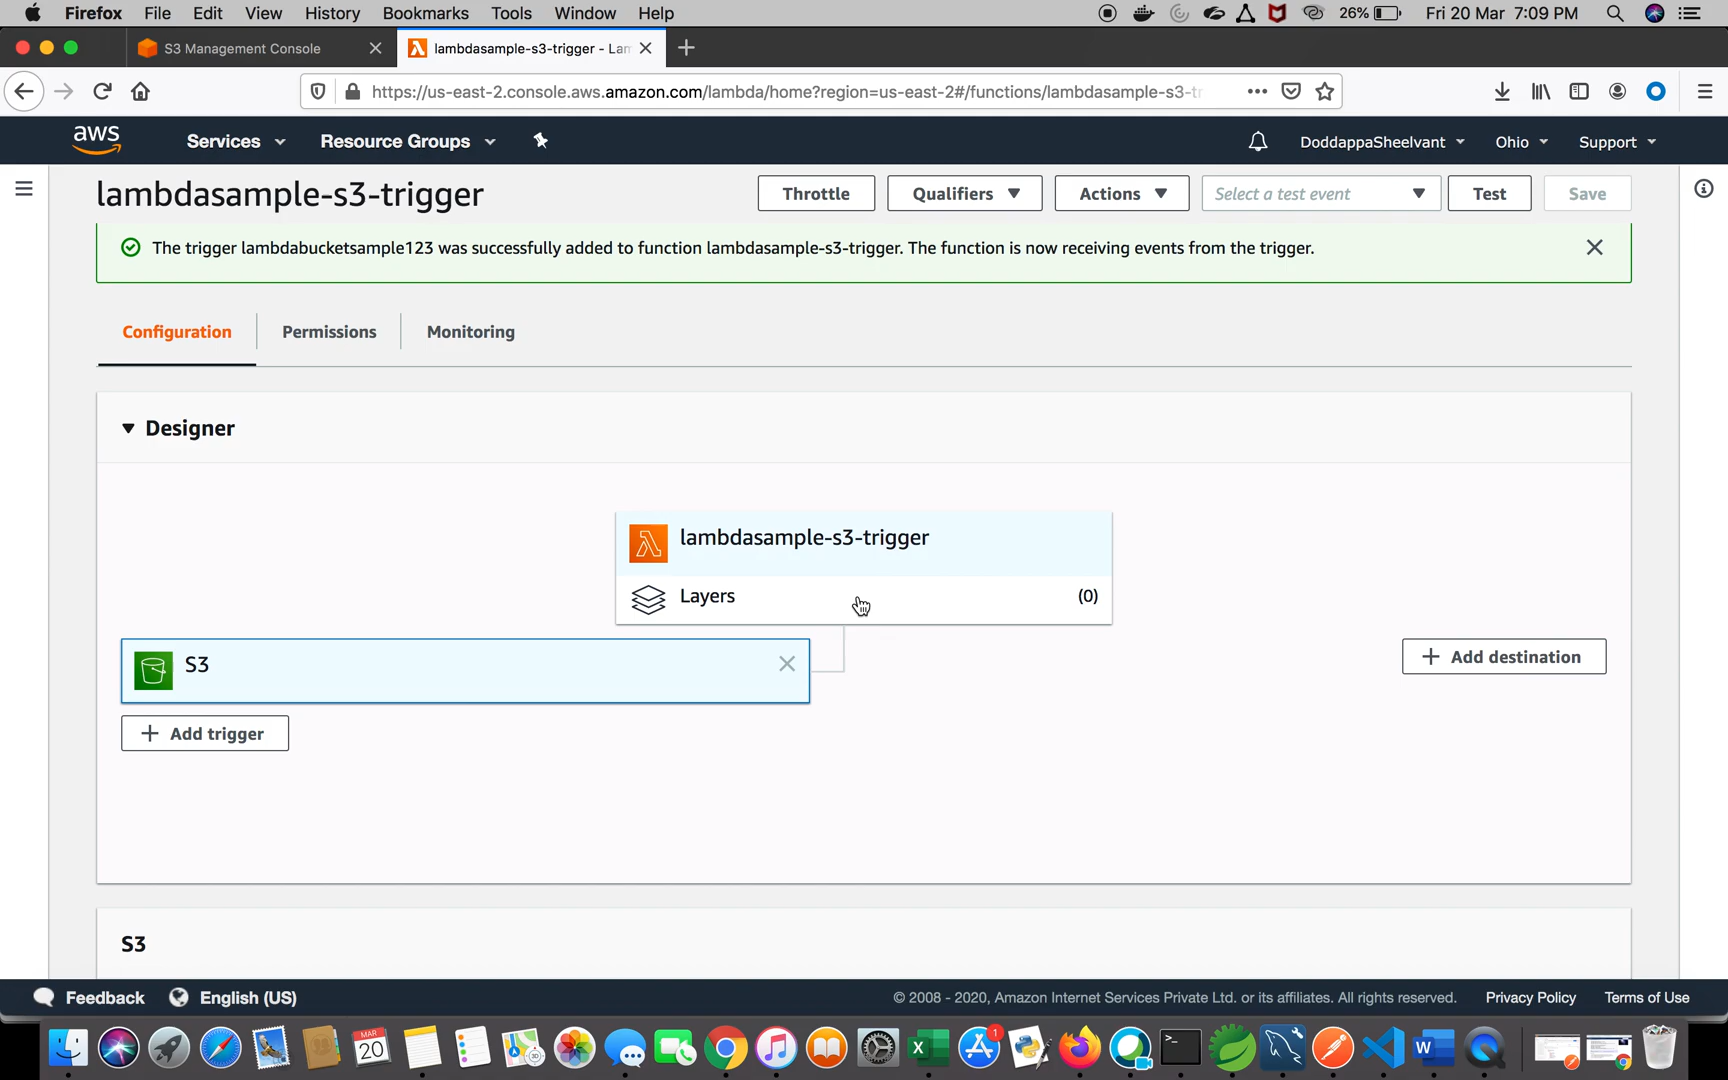 Firefox File Edit View History Bookmarks Tools Window Help 26% Fri 20 Mar 7:09 PM
S3 Management Console lambdasample-s3-trigger - Lam
https://us-east-2.console.aws.amazon.com/lambda/home?region=us-east-2#/functions/lambdasample-s3-tr
aws Services Resource Groups DoddappaSheelvant Ohio Support
lambdasample-s3-trigger Throttle Qualifiers Actions Select a test event Test Save
The trigger lambdabucketsample123 was successfully added to function lambdasample-s3-trigger. The function is now receiving events from the trigger.
Configuration Permissions Monitoring
Designer
lambdasample-s3-trigger
Layers (0)
S3
Add destination
Add trigger
S3
Feedback English (US) © 2008 - 2020, Amazon Internet Services Private Ltd. or its affiliates. All rights reserved. Privacy Policy Terms of Use
MAR
20
1